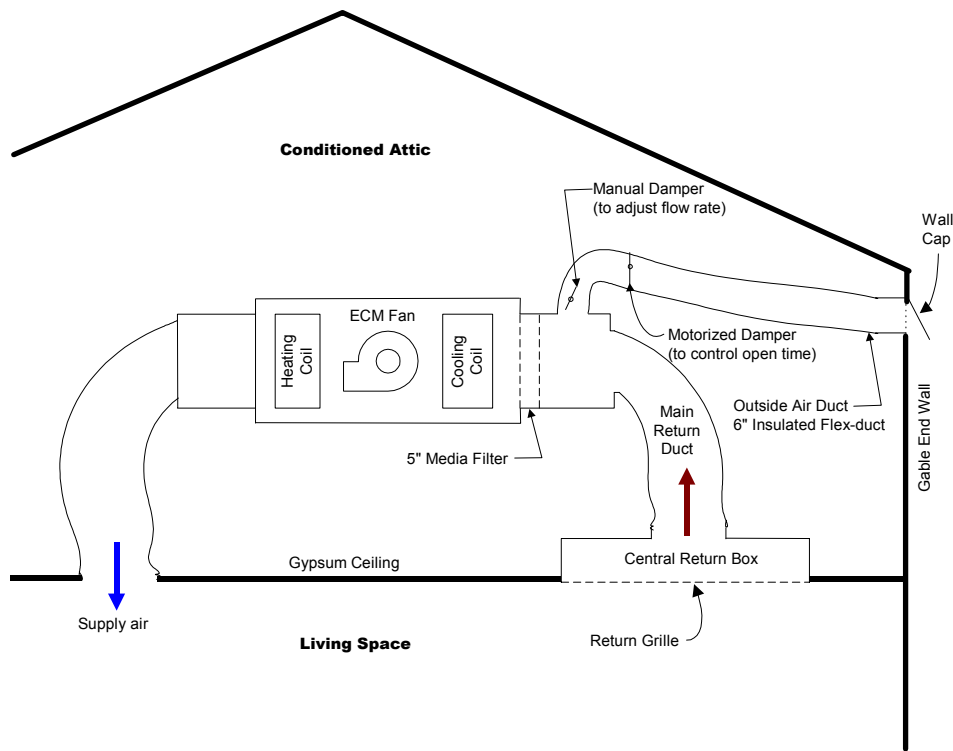 Conditioned Attic
Manual Damper
(to adjust flow rate)
Wall
Cap
ECM Fan
Heating
Coil
Cooling
Coil
Motorized Damper
(to control open time)
Outside Air Duct
6" Insulated Flex-duct
Main
Return
Duct
Gable End Wall
5" Media Filter
Gypsum Ceiling
Central Return Box
Supply air
Living Space
Return Grille